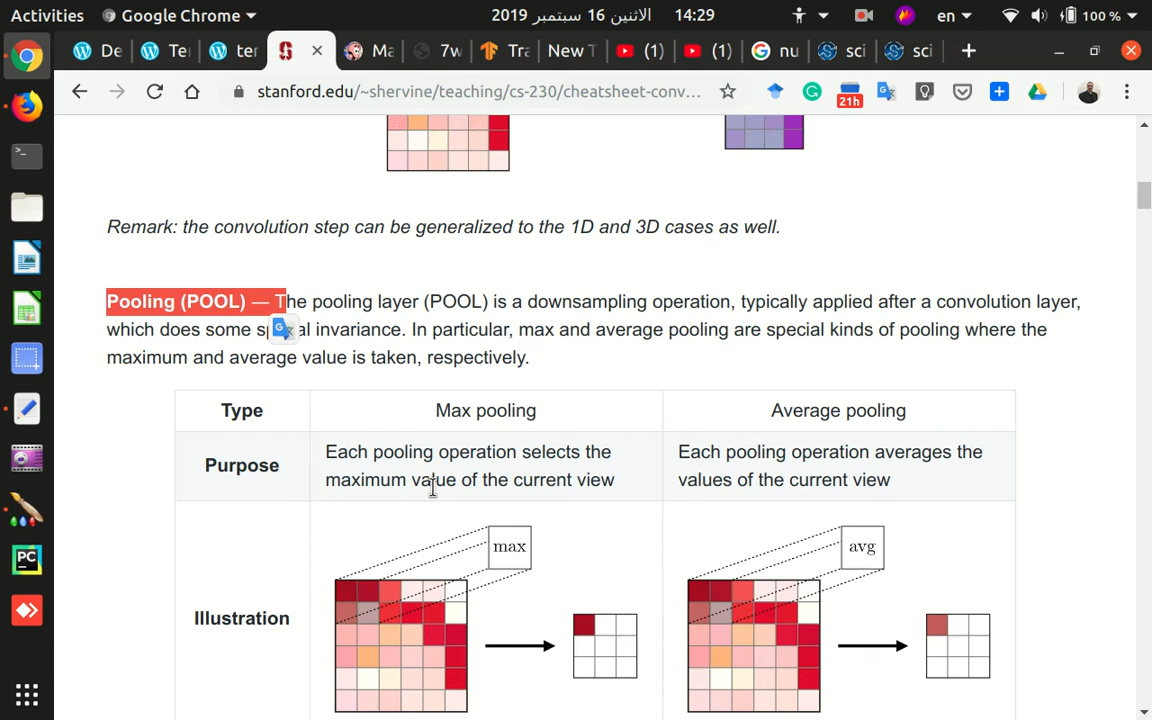 Activities
Google Chrome
الاثنين 16 سبتمبر 2019
14:29
en
100 %
De
Te
ter
Ma
7w
Tra
New T
(1)
(1)
nu
sci
sci
stanford.edu/~shervine/teaching/cs-230/cheatsheet-conv...
21h
Remark: the convolution step can be generalized to the 1D and 3D cases as well.
Pooling (POOL) — The pooling layer (POOL) is a downsampling operation, typically applied after a convolution layer,
which does some sp al invariance. In particular, max and average pooling are special kinds of pooling where the
maximum and average value is taken, respectively.
Type
Max pooling
Average pooling
Purpose
Each pooling operation selects the
maximum value of the current view
Each pooling operation averages the
values of the current view
Illustration
max
avg
PC